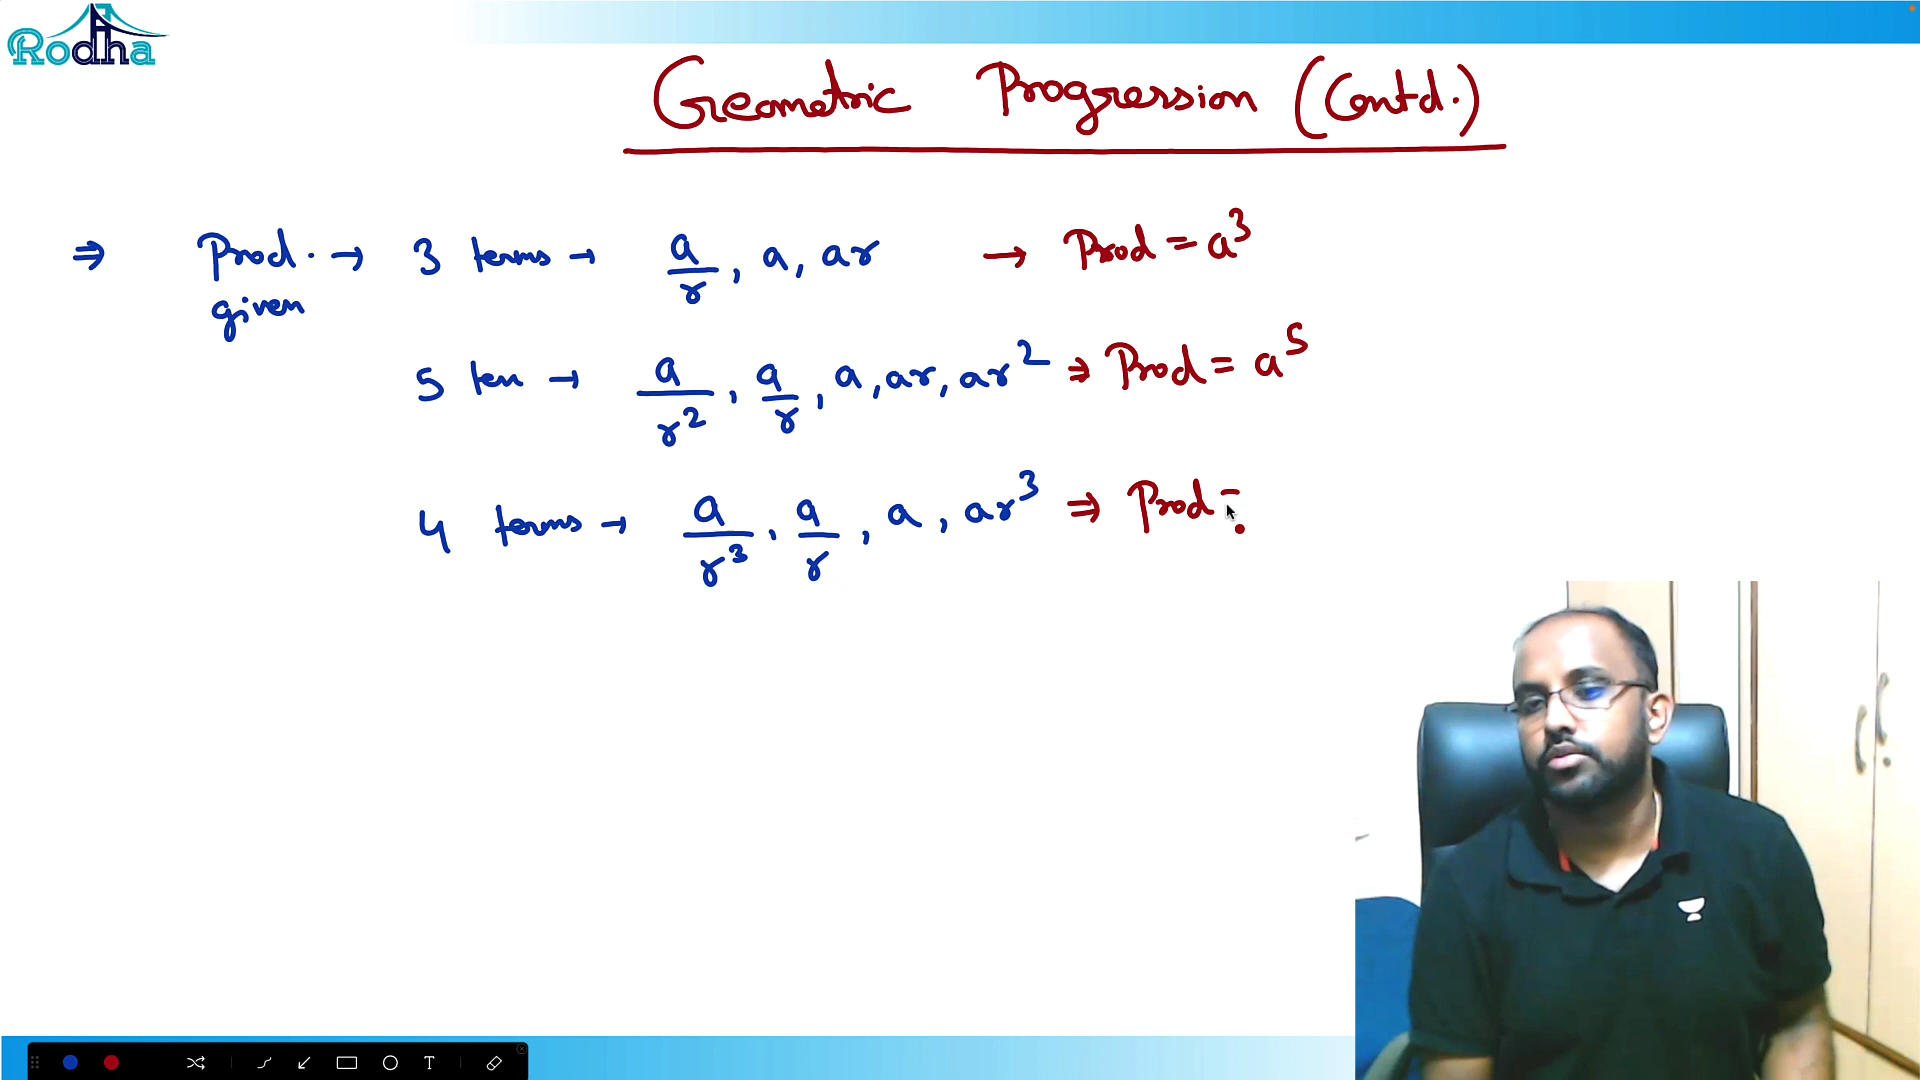 Rodha
Geometric Progression (Contd.)
⇒ Prod. → 3 terms → a/r, a, ar → Prod = a³
given
5 ten → a/r², a/r, a, ar, ar² ⇒ Prod = a⁵
4 terms → a/r³, a/r, a, ar³ ⇒ Prod =
T